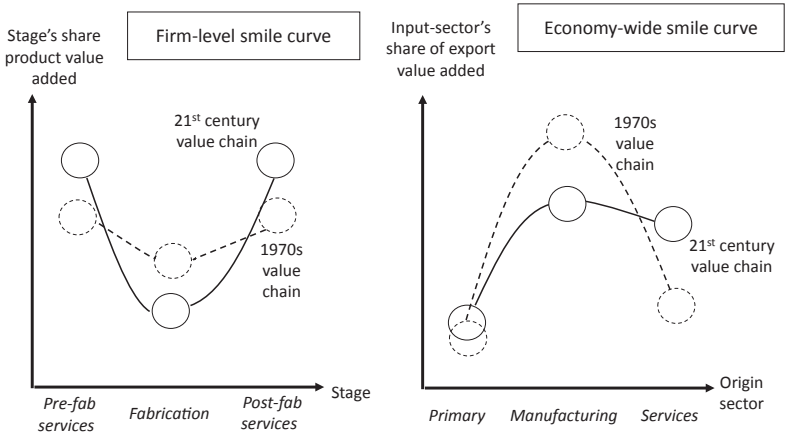 Firm-level smile curve
Stage's share
product value
added
21st century
value chain
1970s
value
chain
Stage
Pre-fab
services
Fabrication
Post-fab
services
Economy-wide smile curve
Input-sector's
share of export
value added
1970s
value
chain
21st century
value chain
Origin
sector
Primary
Manufacturing
Services